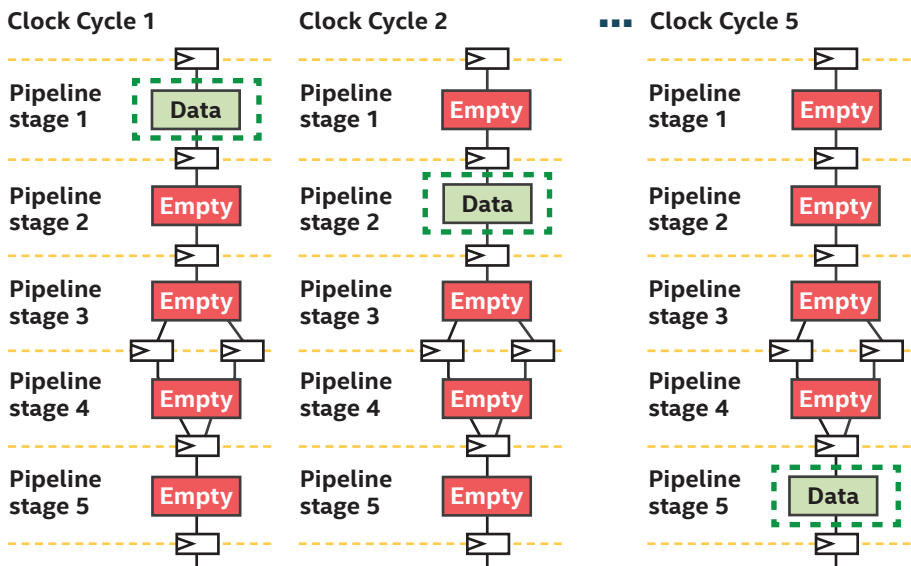 Clock Cycle 1
Pipeline
stage 1
Data
Pipeline
stage 2
Empty
Pipeline
stage 3
Empty
Pipeline
stage 4
Empty
Pipeline
stage 5
Empty
Clock Cycle 2
Pipeline
stage 1
Empty
Pipeline
stage 2
Data
Pipeline
stage 3
Empty
Pipeline
stage 4
Empty
Pipeline
stage 5
Empty
... Clock Cycle 5
Pipeline
stage 1
Empty
Pipeline
stage 2
Empty
Pipeline
stage 3
Empty
Pipeline
stage 4
Empty
Pipeline
stage 5
Data